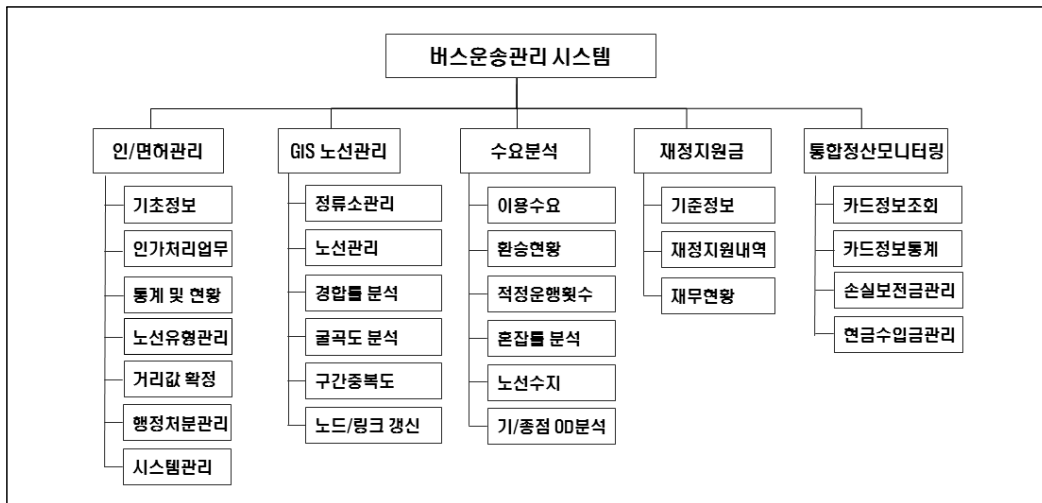 버스운송관리 시스템
인/면허관리
기초정보
인가처리업무
통계 및 현황
노선유형관리
거리값 확정
행정처분관리
시스템관리
GIS 노선관리
정류소관리
노선관리
경합률 분석
굴곡도 분석
구간중복도
노드/링크 갱신
수요분석
이용수요
환승현황
적정운행횟수
혼잡률 분석
노선수지
기/종점 OD분석
재정지원금
기준정보
재정지원내역
재무현황
통합정산모니터링
카드정보조회
카드정보통계
손실보전금관리
현금수입금관리